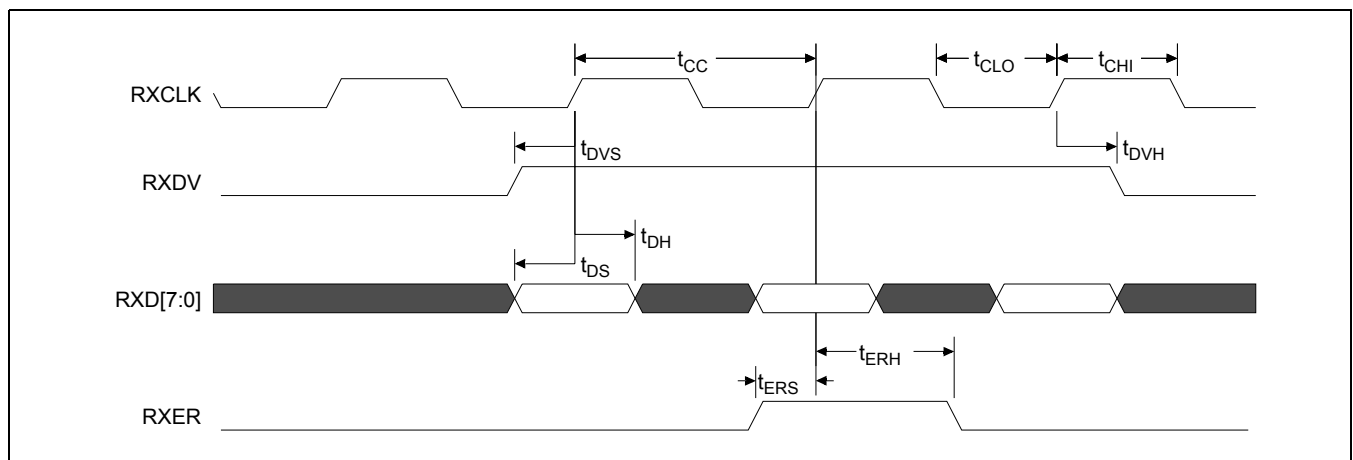 tCC
tCLO
tCHI
RXCLK
tDVS
tDVH
RXDV
tDH
tDS
RXD[7:0]
tERH
tERS
RXER